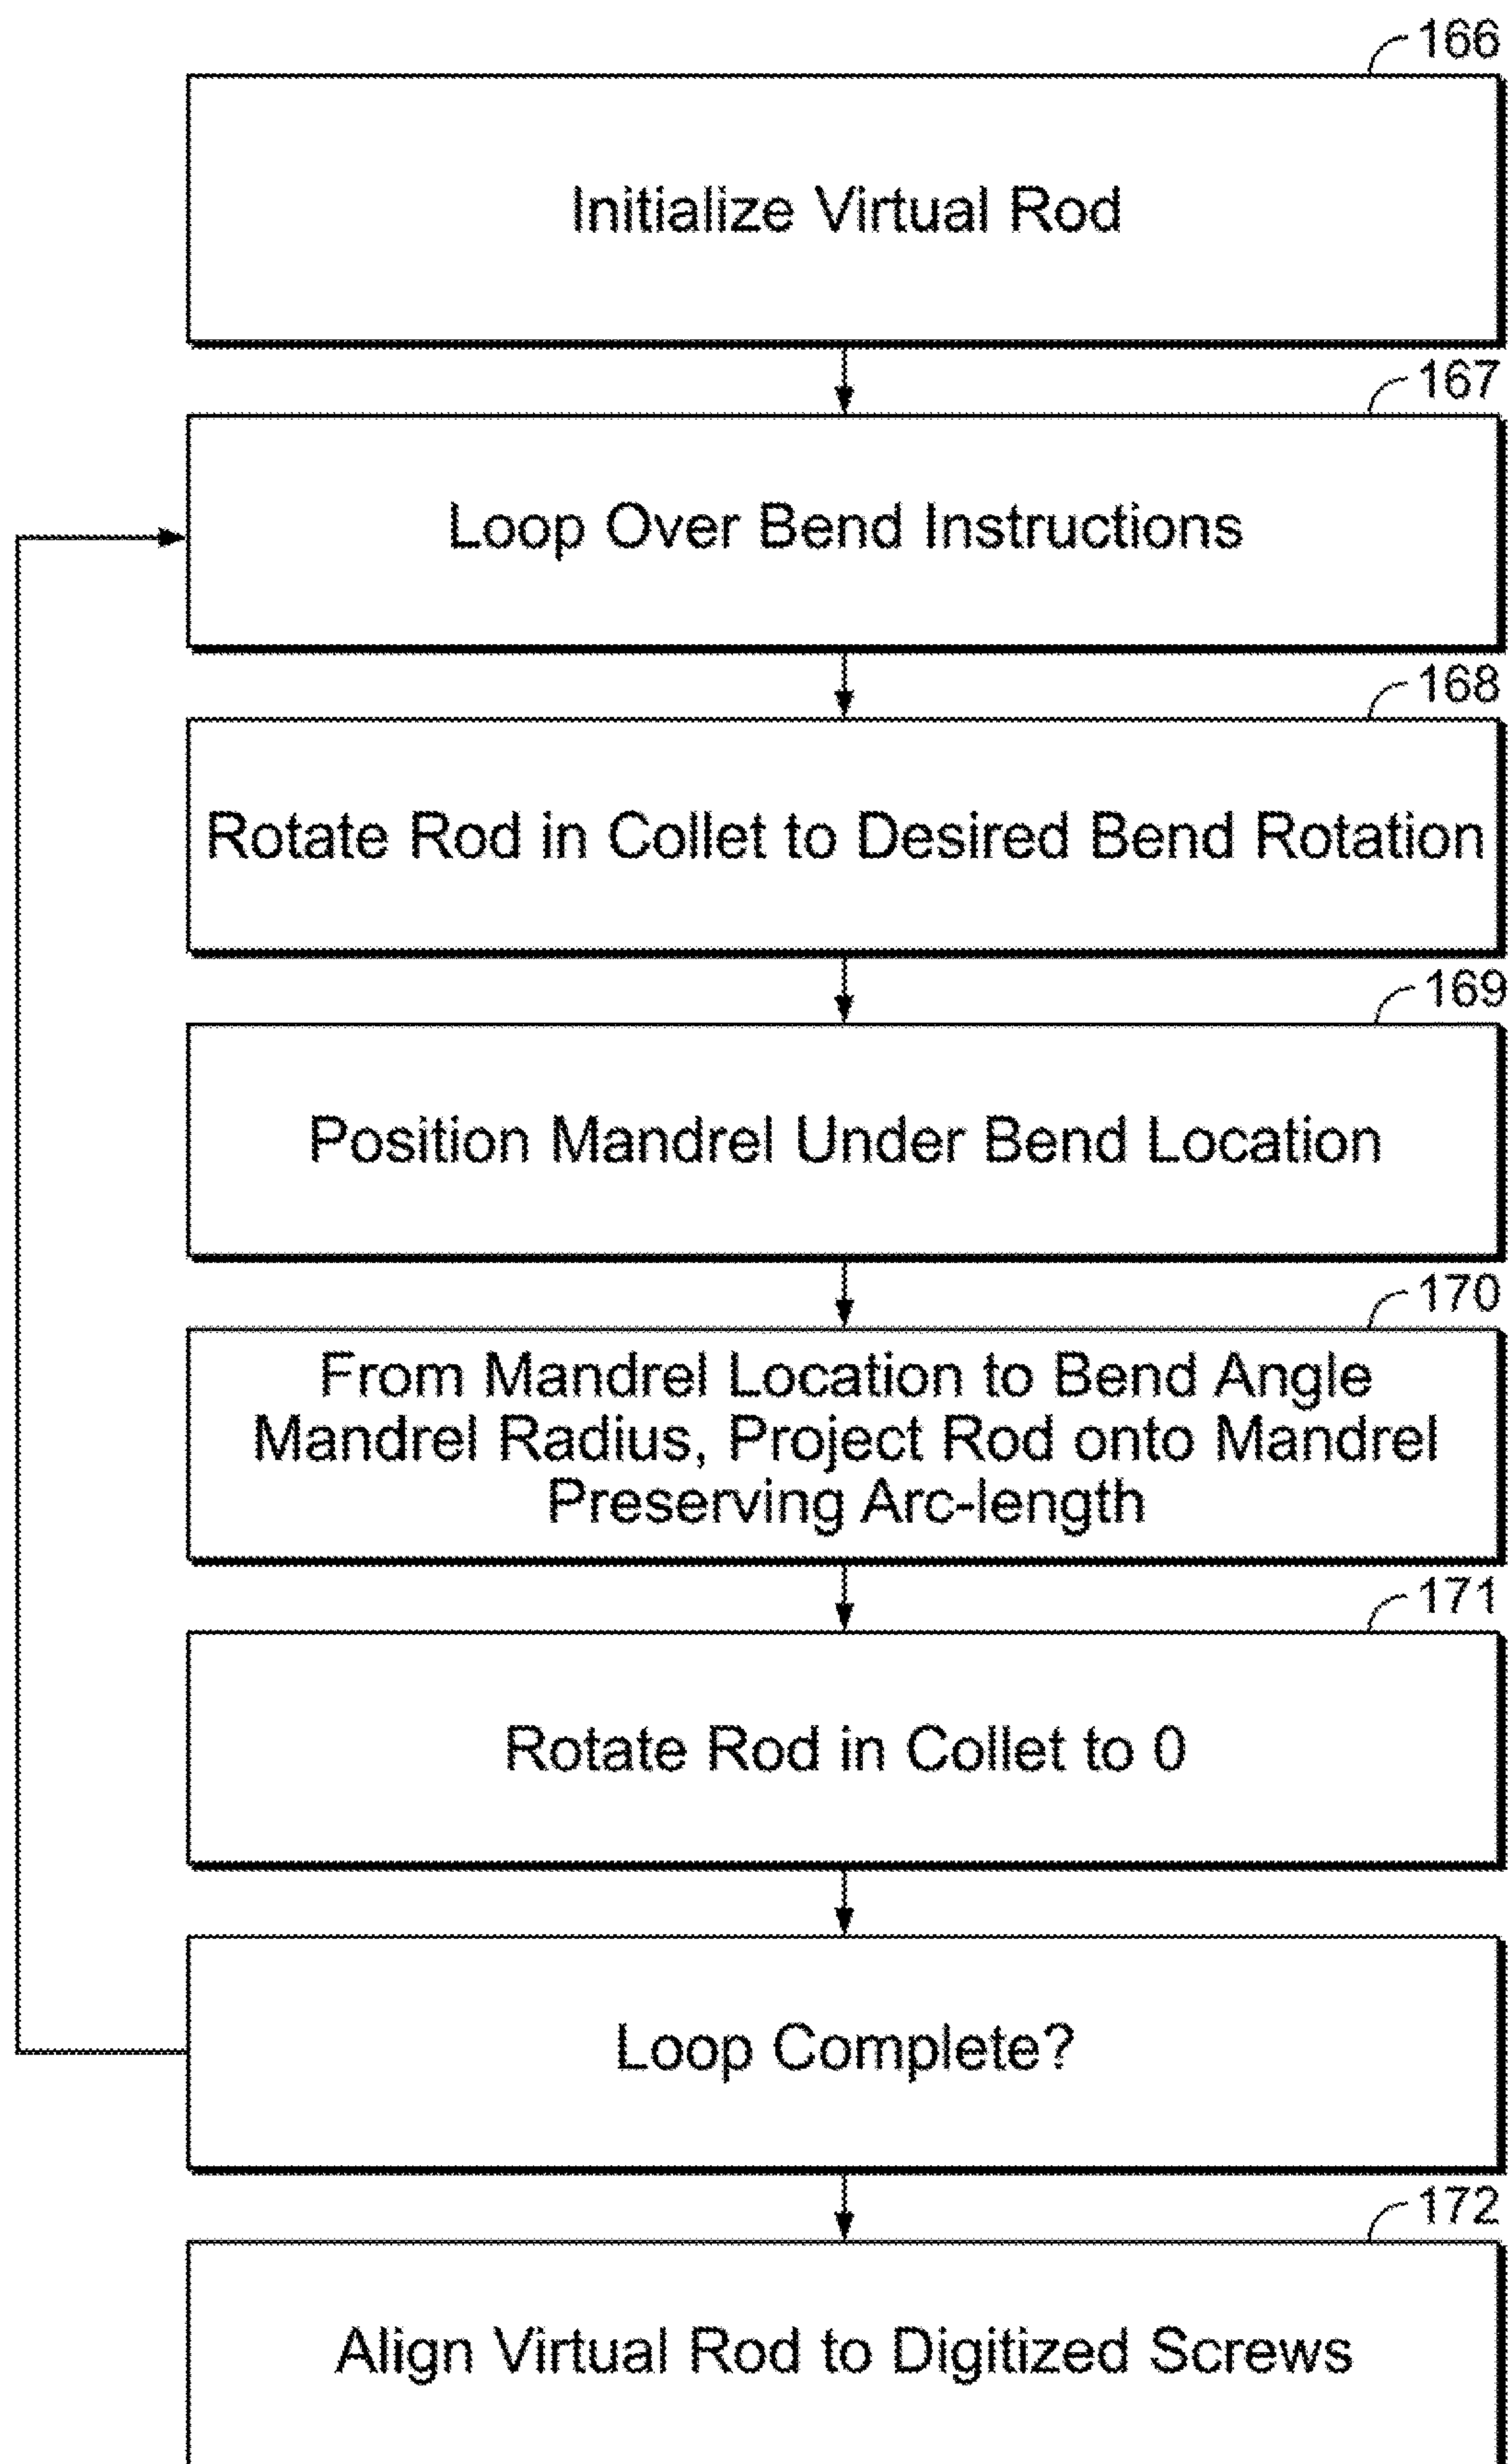 166
Initialize Virtual Rod
167
Loop Over Bend Instructions
168
Rotate Rod in Collet to Desired Bend Rotation
169
Position Mandrel Under Bend Location
170
From Mandrel Location to Bend Angle
Mandrel Radius, Project Rod onto Mandrel
Preserving Arc-length
171
Rotate Rod in Collet to 0
Loop Complete?
172
Align Virtual Rod to Digitized Screws